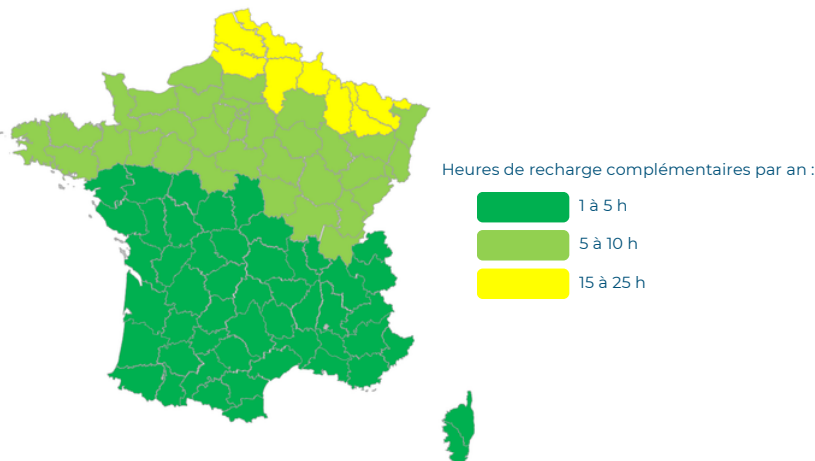 Heures de recharge complémentaires par an :
1 à 5 h
5 à 10 h
15 à 25 h